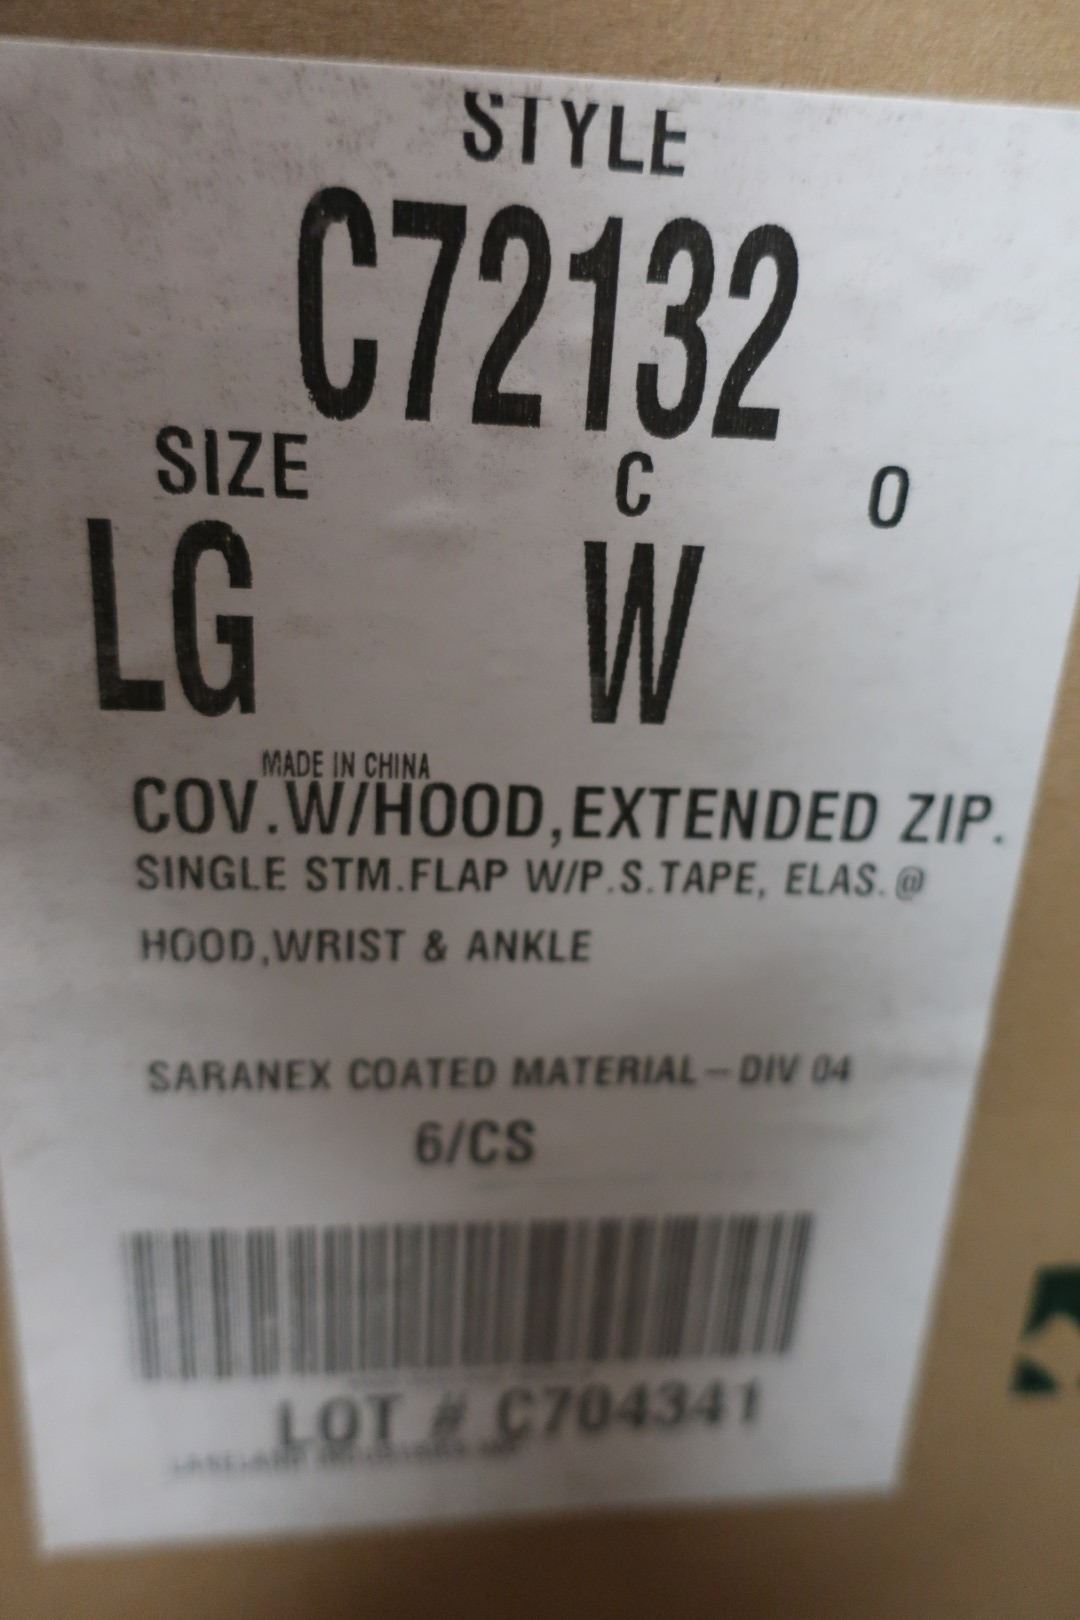 STYLE
C72132
SIZE C O
LG W
MADE IN CHINA
COV.W/HOOD,EXTENDED ZIP.
SINGLE STM.FLAP W/P.S.TAPE, ELAS.@
HOOD,WRIST & ANKLE
SARANEX COATED MATERIAL-DIV 04
6/CS
LOT # C704341